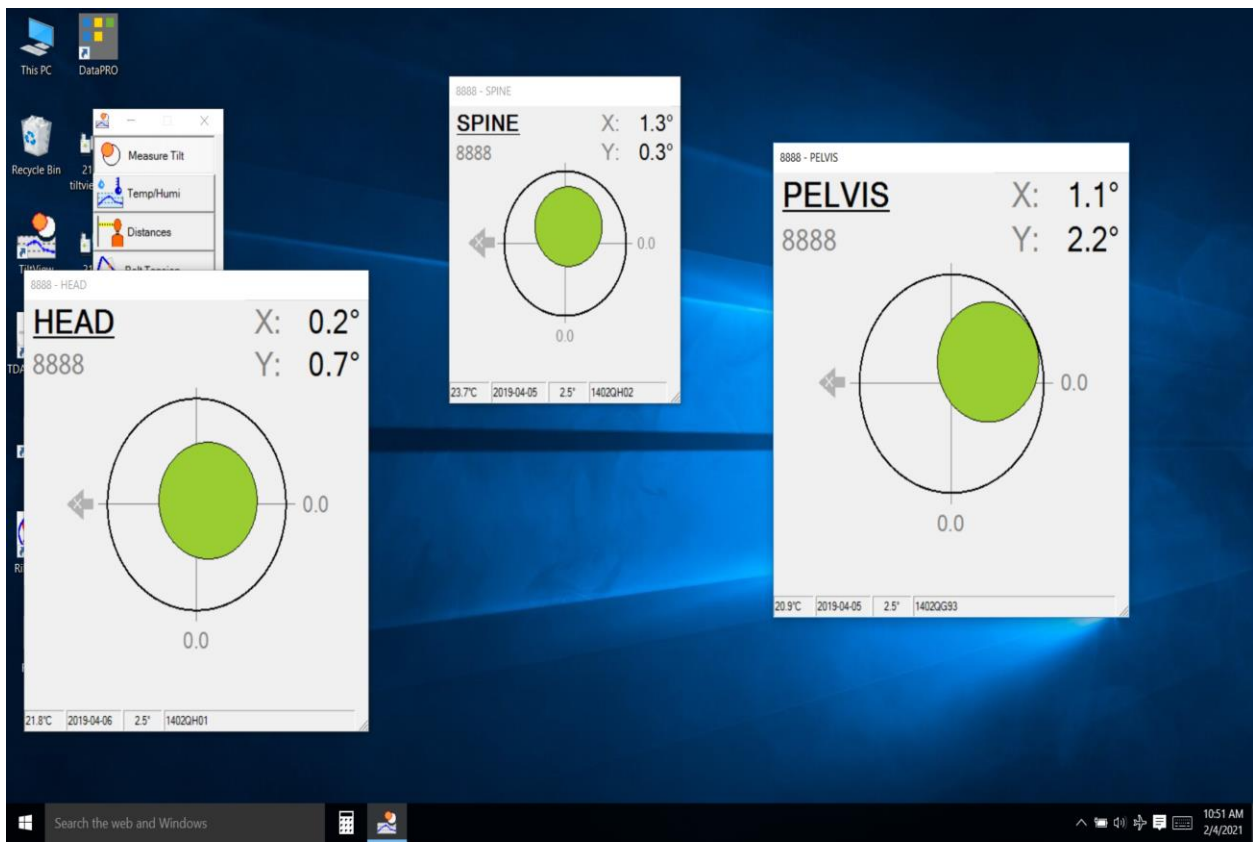 This PC
DataPRO
Recycle Bin
21
tiltvie
Measure Tilt
Temp/Humi
Distances
8888 - HEAD
HEAD
X: 0.2°
8888
Y: 0.7°
0.0
0.0
21.8°C 2019-04-06 2.5° 1402QH01
8888 - SPINE
SPINE
X: 1.3°
8888
Y: 0.3°
0.0
0.0
23.7°C 2019-04-05 2.5° 1402QH02
8888 - PELVIS
PELVIS
X: 1.1°
8888
Y: 2.2°
0.0
0.0
20.9°C 2019-04-05 2.5° 1402QG93
Search the web and Windows
10:51 AM
2/4/2021